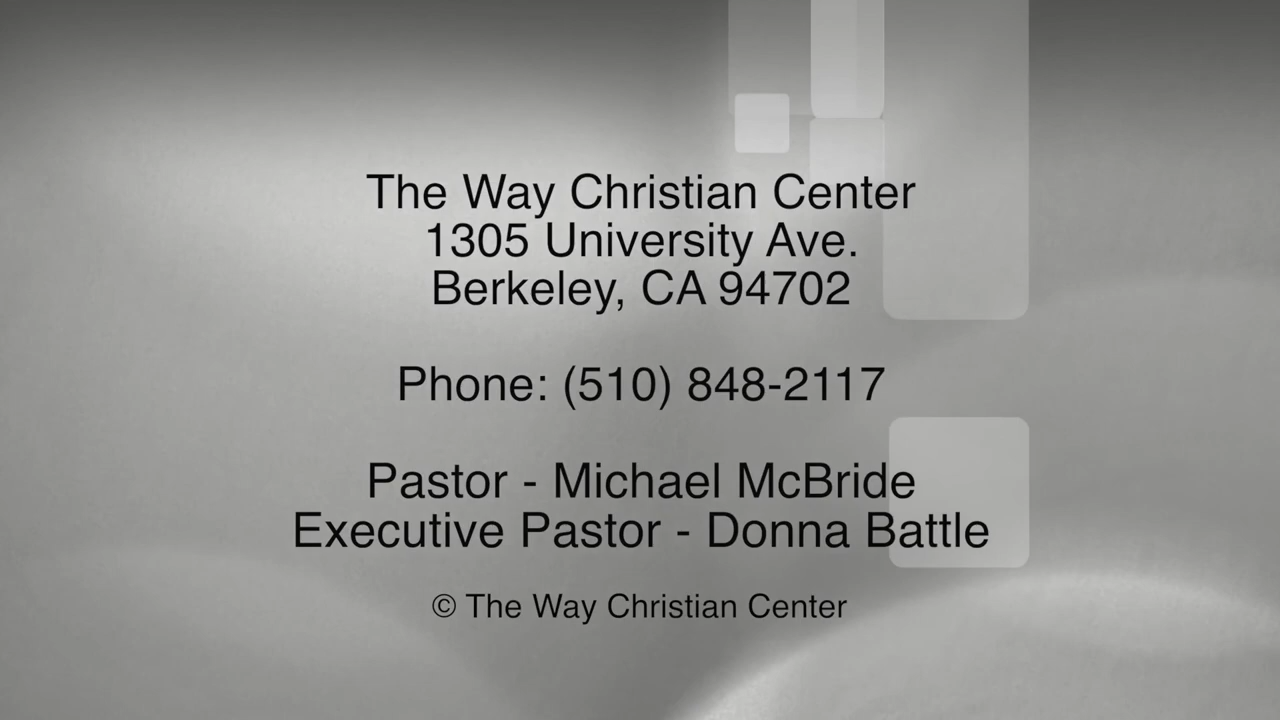 The Way Christian Center
1305 University Ave.
Berkeley, CA 94702
Phone: (510) 848-2117
Pastor - Michael McBride
Executive Pastor - Donna Battle
© The Way Christian Center